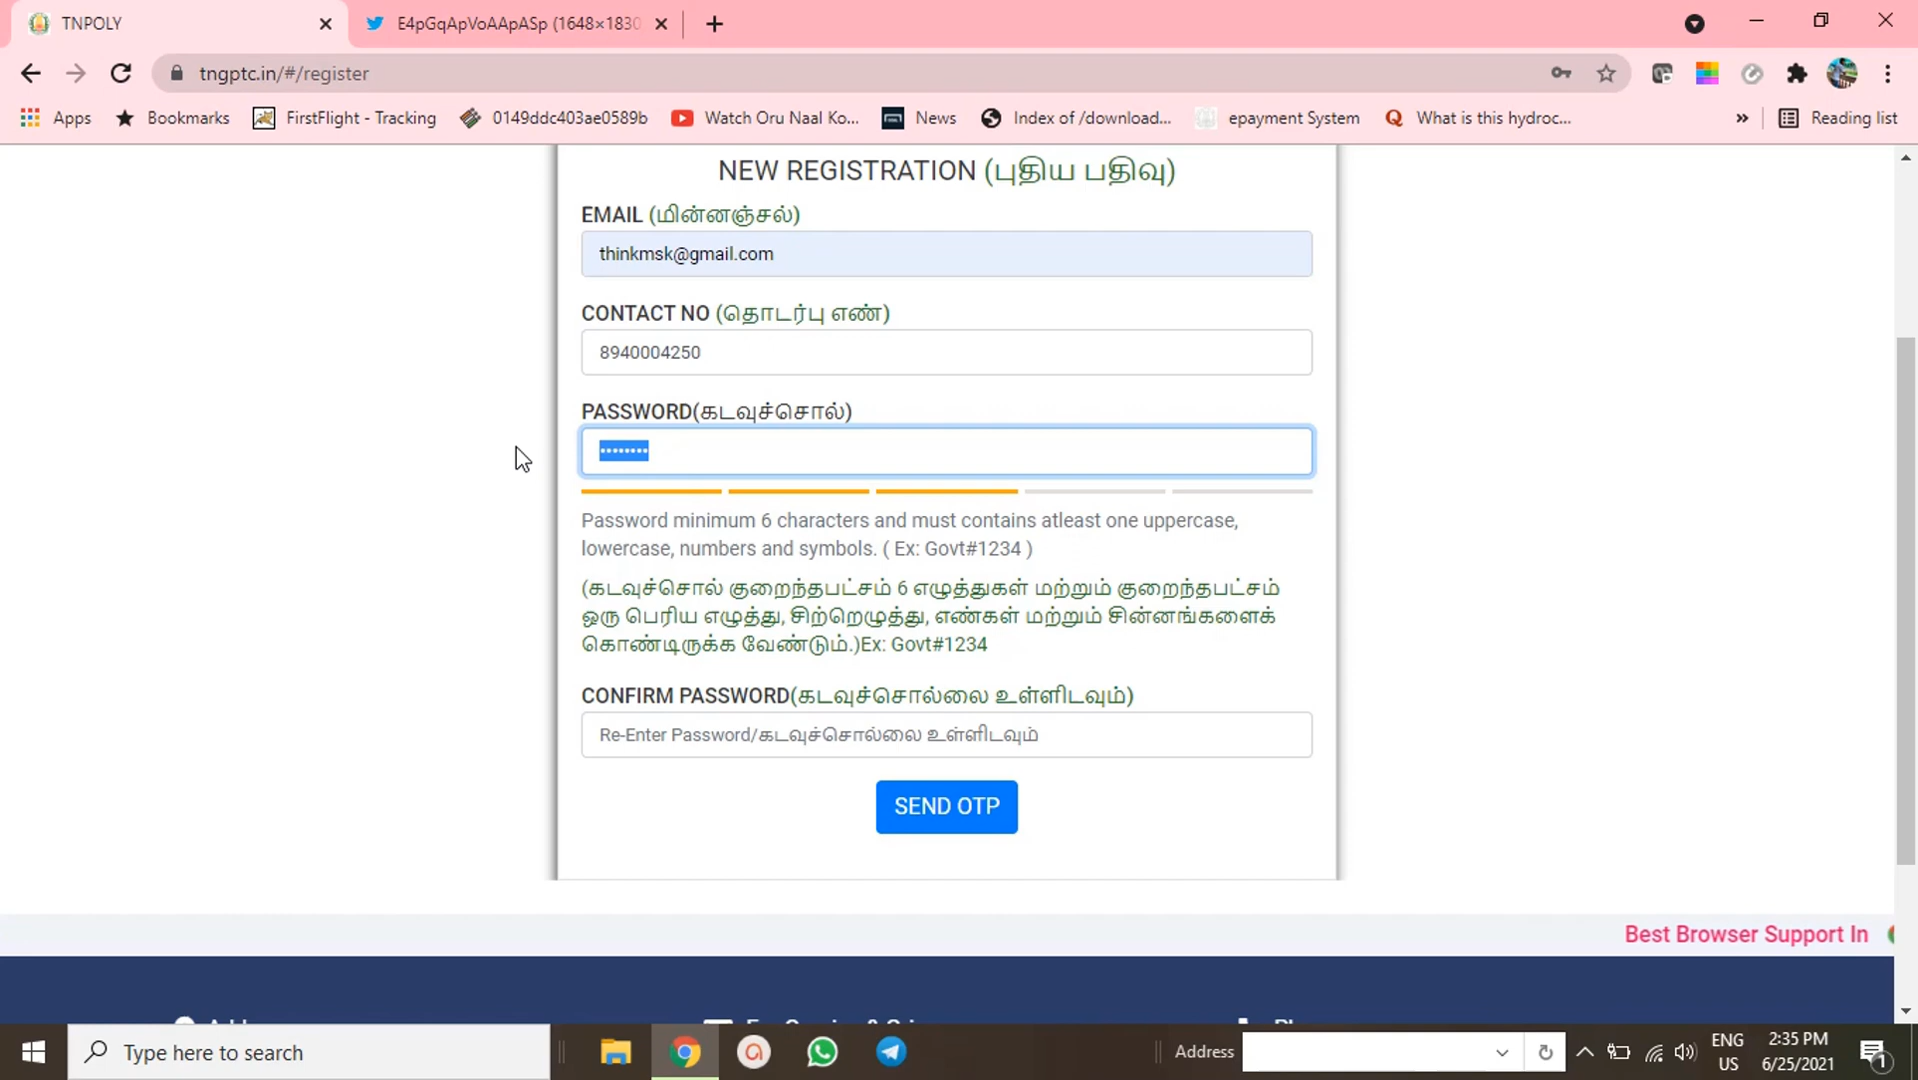 TNPOLY
E4pGqApVoAApASp (1648×1830
tngptc.in/#/register
Apps
Bookmarks
FirstFlight - Tracking
0149ddc403ae0589b
Watch Oru Naal Ko...
News
Index of /download...
epayment System
What is this hydroc...
»
Reading list
NEW REGISTRATION (புதிய பதிவு)
EMAIL (மின்னஞ்சல்)
thinkmsk@gmail.com
CONTACT NO (தொடர்பு எண்)
8940004250
PASSWORD(கடவுச்சொல்)
••••••••
Password minimum 6 characters and must contains atleast one uppercase,
lowercase, numbers and symbols. ( Ex: Govt#1234 )
(கடவுச்சொல் குறைந்தபட்சம் 6 எழுத்துகள் மற்றும் குறைந்தபட்சம்
ஒரு பெரிய எழுத்து, சிற்றெழுத்து, எண்கள் மற்றும் சின்னங்களைக்
கொண்டிருக்க வேண்டும்.)Ex: Govt#1234
CONFIRM PASSWORD(கடவுச்சொல்லை உள்ளிடவும்)
Re-Enter Password/கடவுச்சொல்லை உள்ளிடவும்
SEND OTP
Best Browser Support In
Type here to search
Address
ENG
US
2:35 PM
6/25/2021
1